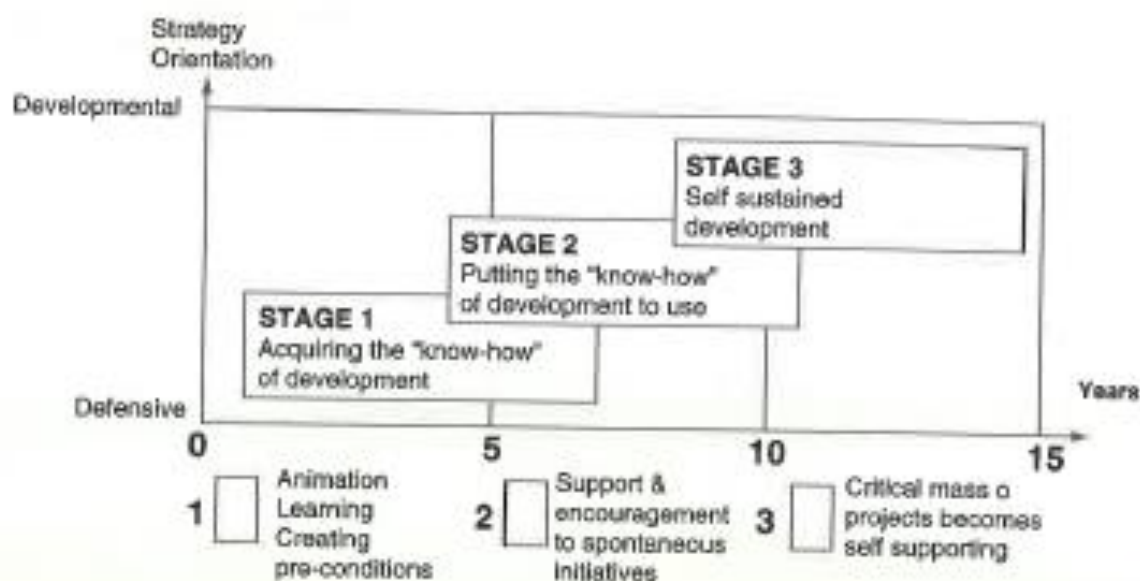 Strategy
Orientation
Developmental
STAGE 3
Self sustained
development
STAGE 2
Putting the "know-how"
of development to use
STAGE 1
Acquiring the "know-how"
of development
Defensive
Years
0
5
10
15
1
Animation
Learning
Creating
pre-conditions
2
Support &
encouragement
to spontaneous
initiatives
3
Critical mass o
projects becomes
self supporting